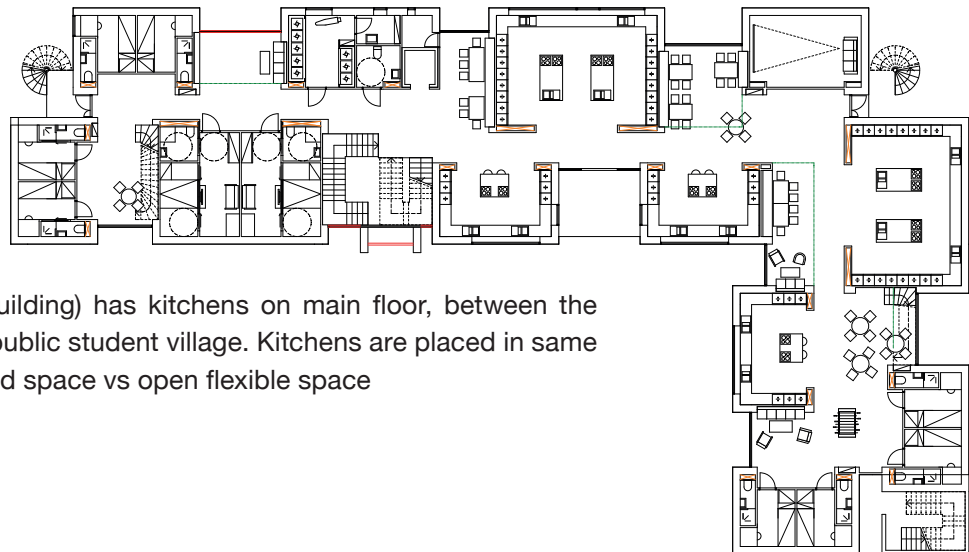 uilding) has kitchens on main floor, between the
public student village. Kitchens are placed in same
d space vs open flexible space